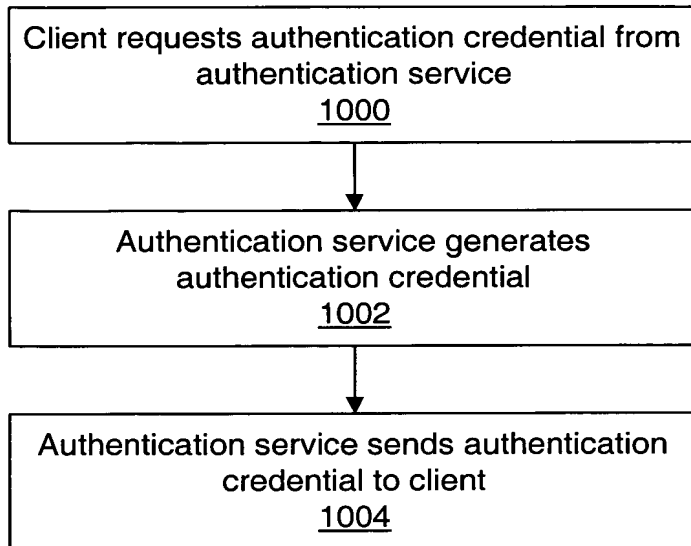 Client requests authentication credential from
authentication service
1000
Authentication service generates
authentication credential
1002
Authentication service sends authentication
credential to client
1004